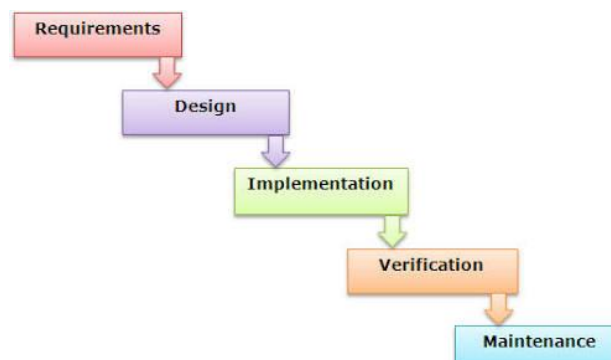 Requirements
Design
Implementation
Verification
Maintenance